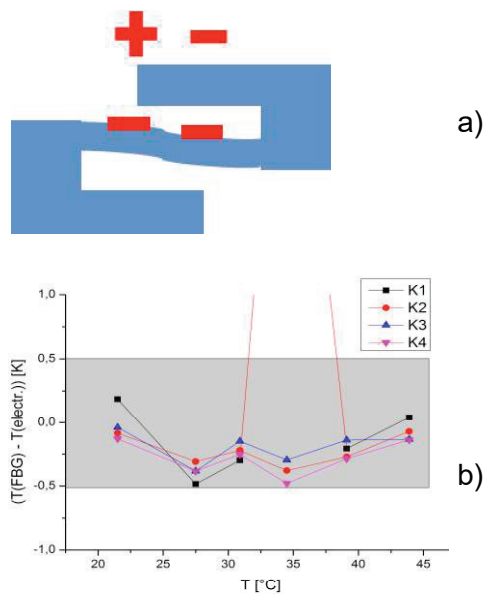 a)
K1
K2
K3
K4
1,0
0,5
0,0
-0,5
-1,0
(T(FBG) - T(electr.)) [K]
20 25 30 35 40 45
T [°C]
b)